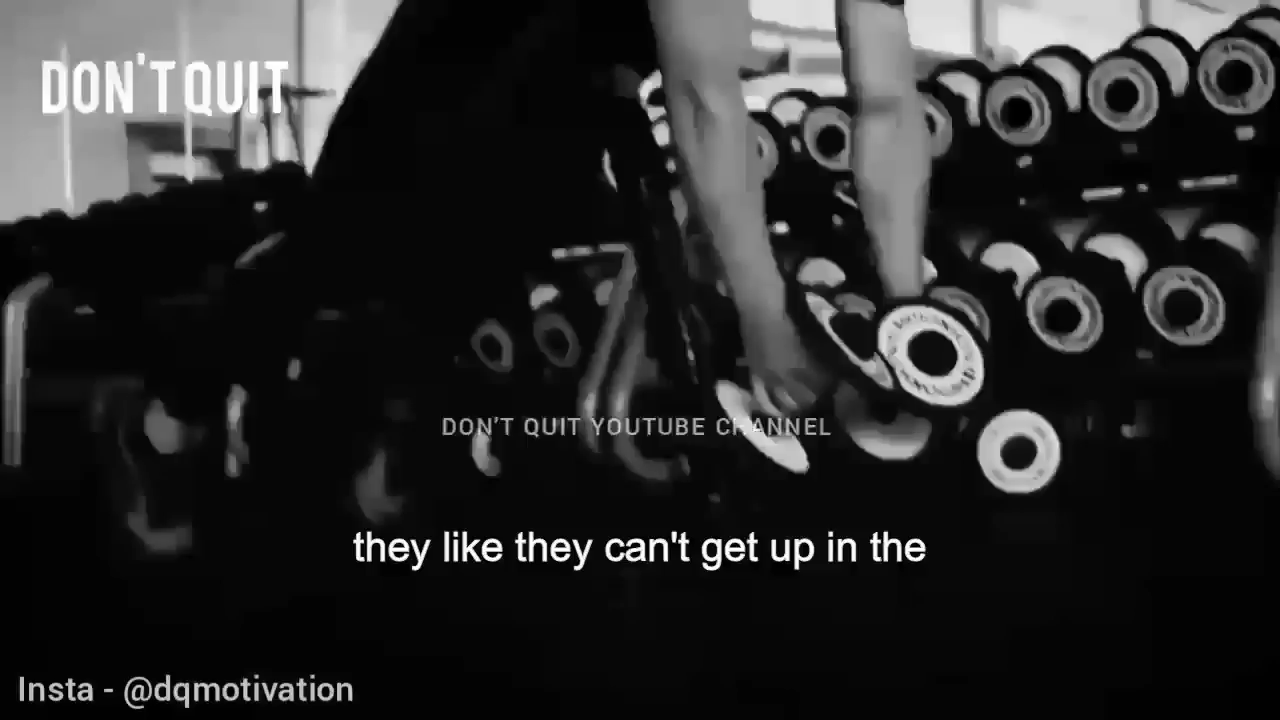 DON'T QUIT
DON'T QUIT YOUTUBE CHANNEL
they like they can't get up in the
Insta - @dqmotivation